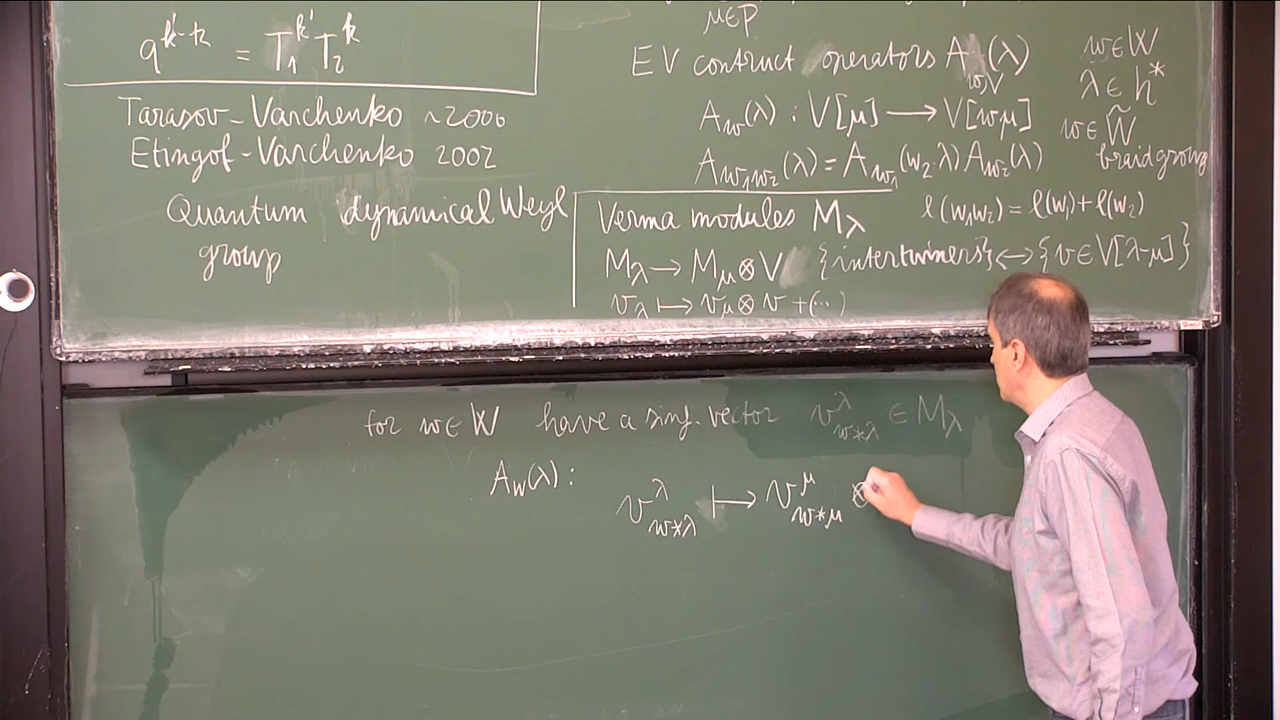 q^{k'-k} = T_1^{k'} T_2^k
Tarasov-Varchenko ~2000
Etingof-Varchenko 2002
Quantum dynamical Weyl
group
μ∈P
EV contruct operators A_{w,V}(λ)
w∈W
λ∈h*
A_w(λ) : V[μ] → V[wμ]
w∈W̃
braid group
A_{w_1w_2}(λ) = A_{w_1}(w_2·λ) A_{w_2}(λ)
l(w_1w_2) = l(w_1)+l(w_2)
Verma modules M_λ
M_λ → M_μ ⊗ V {intertwiners} ↔ {v∈V[λ-μ]}
v_λ ↦ v_μ ⊗ v + (…)
for w∈W have a sing. vector v^λ_{w*λ} ∈ M_λ
A_w(λ) : v^λ_{w*λ} ↦ v^μ_{w*μ} ⊗